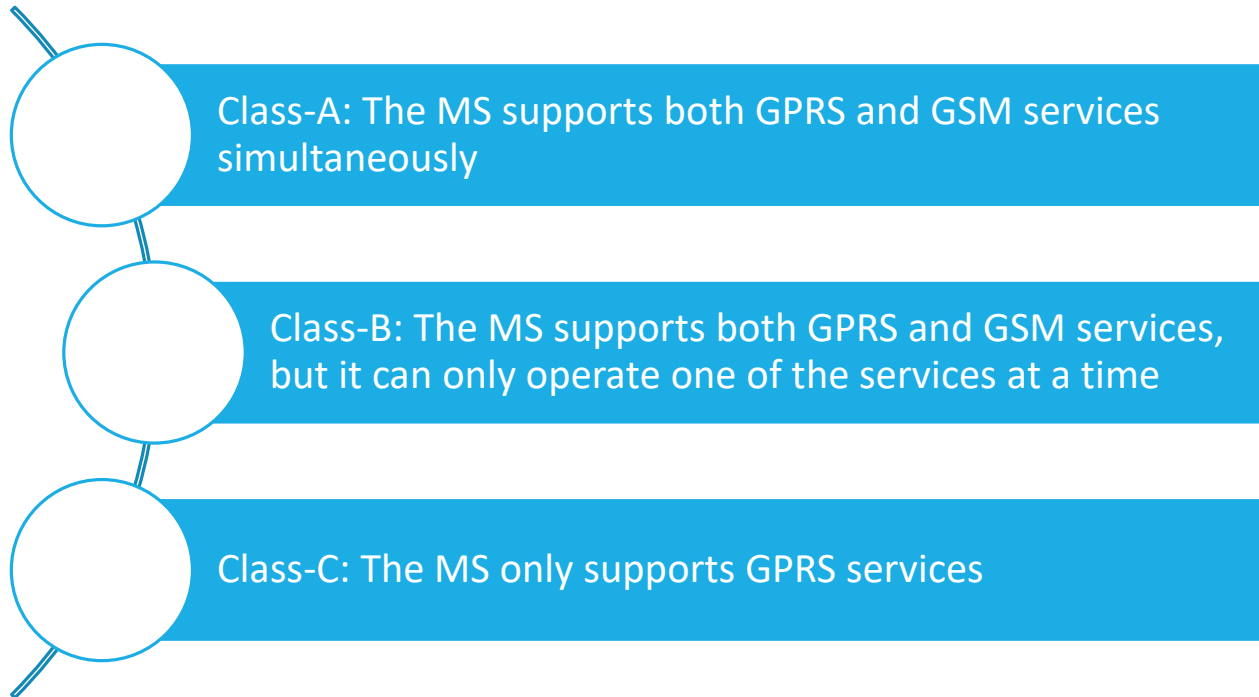 Class-A: The MS supports both GPRS and GSM services
simultaneously
Class-B: The MS supports both GPRS and GSM services,
but it can only operate one of the services at a time
Class-C: The MS only supports GPRS services